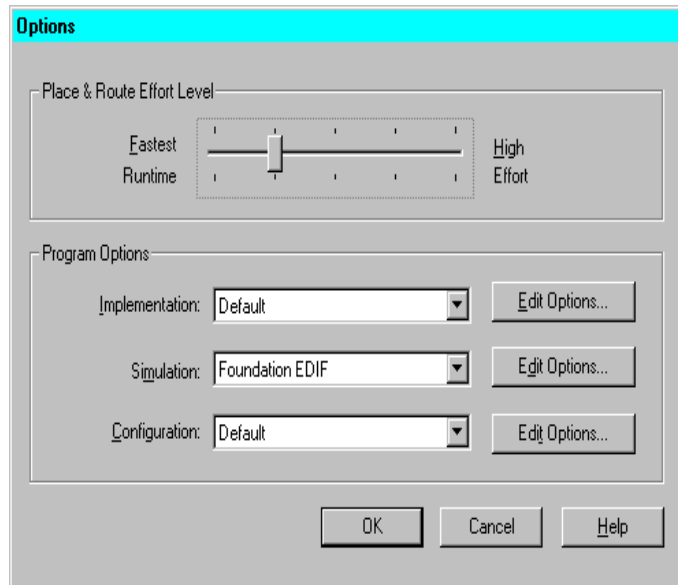 Options
Place & Route Effort Level
Fastest
Runtime
High
Effort
Program Options
Implementation: Default Edit Options...
Simulation: Foundation EDIF Edit Options...
Configuration: Default Edit Options...
OK Cancel Help